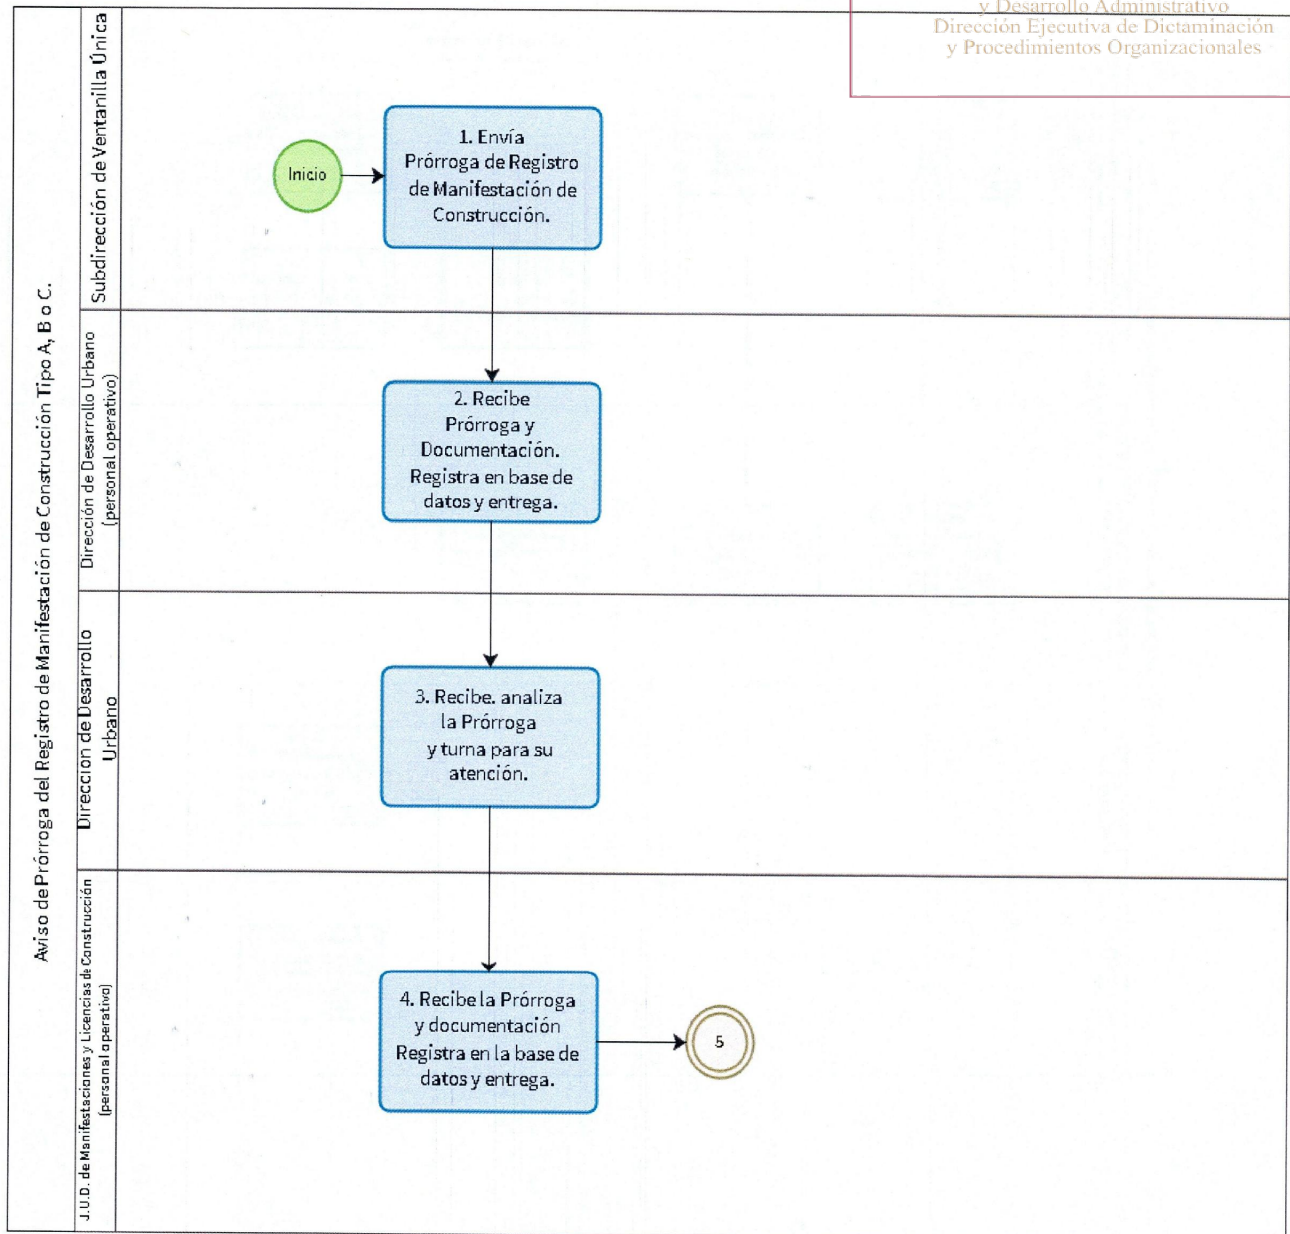 y Desarrollo Administrativo
Dirección Ejecutiva de Dictaminación
y Procedimientos Organizacionales
Aviso de Prórroga del Registro de Manifestación de Construcción Tipo A, B o C.
Subdirección de Ventanilla Única
Inicio
1. Envía
Prórroga de Registro
de Manifestación de
Construcción.
Dirección de Desarrollo Urbano
(personal operativo)
2. Recibe
Prórroga y
Documentación.
Registra en base de
datos y entrega.
Dirección de Desarrollo
Urbano
3. Recibe. analiza
la Prórroga
y turna para su
atención.
J.U.D. de Manifestaciones y Licencias de Construcción
(personal operativo)
4. Recibe la Prórroga
y documentación
Registra en la base de
datos y entrega.
5